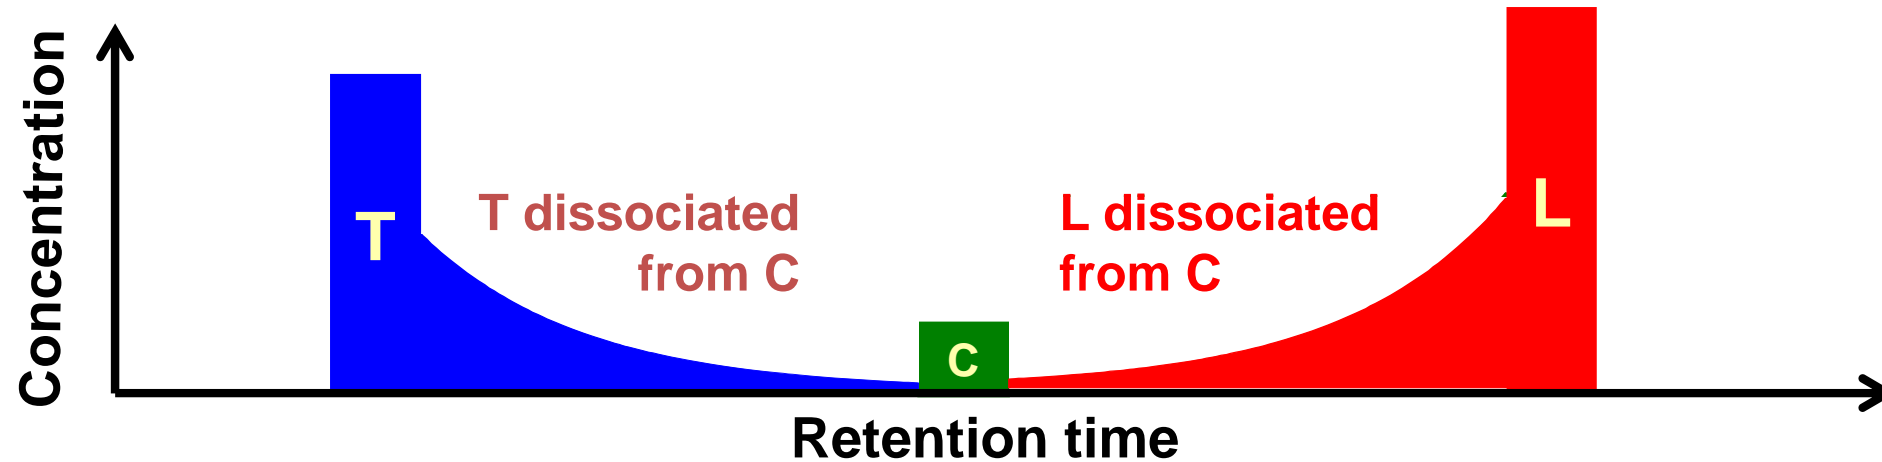 Concentration
T
T dissociated
from C
C
L dissociated
from C
L
Retention time